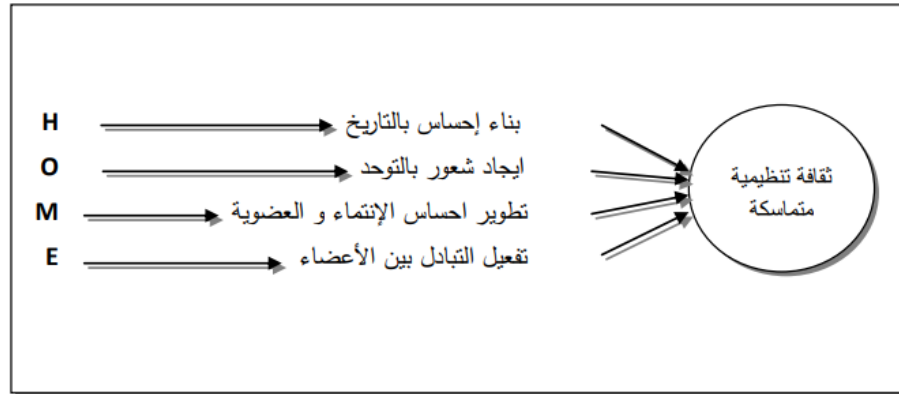 H بناء إحساس بالتاريخ
O ايجاد شعور بالتوحد
M تطوير احساس الإنتماء و العضوية
E تفعيل التبادل بين الأعضاء
ثقافة تنظيمية
متماسكة